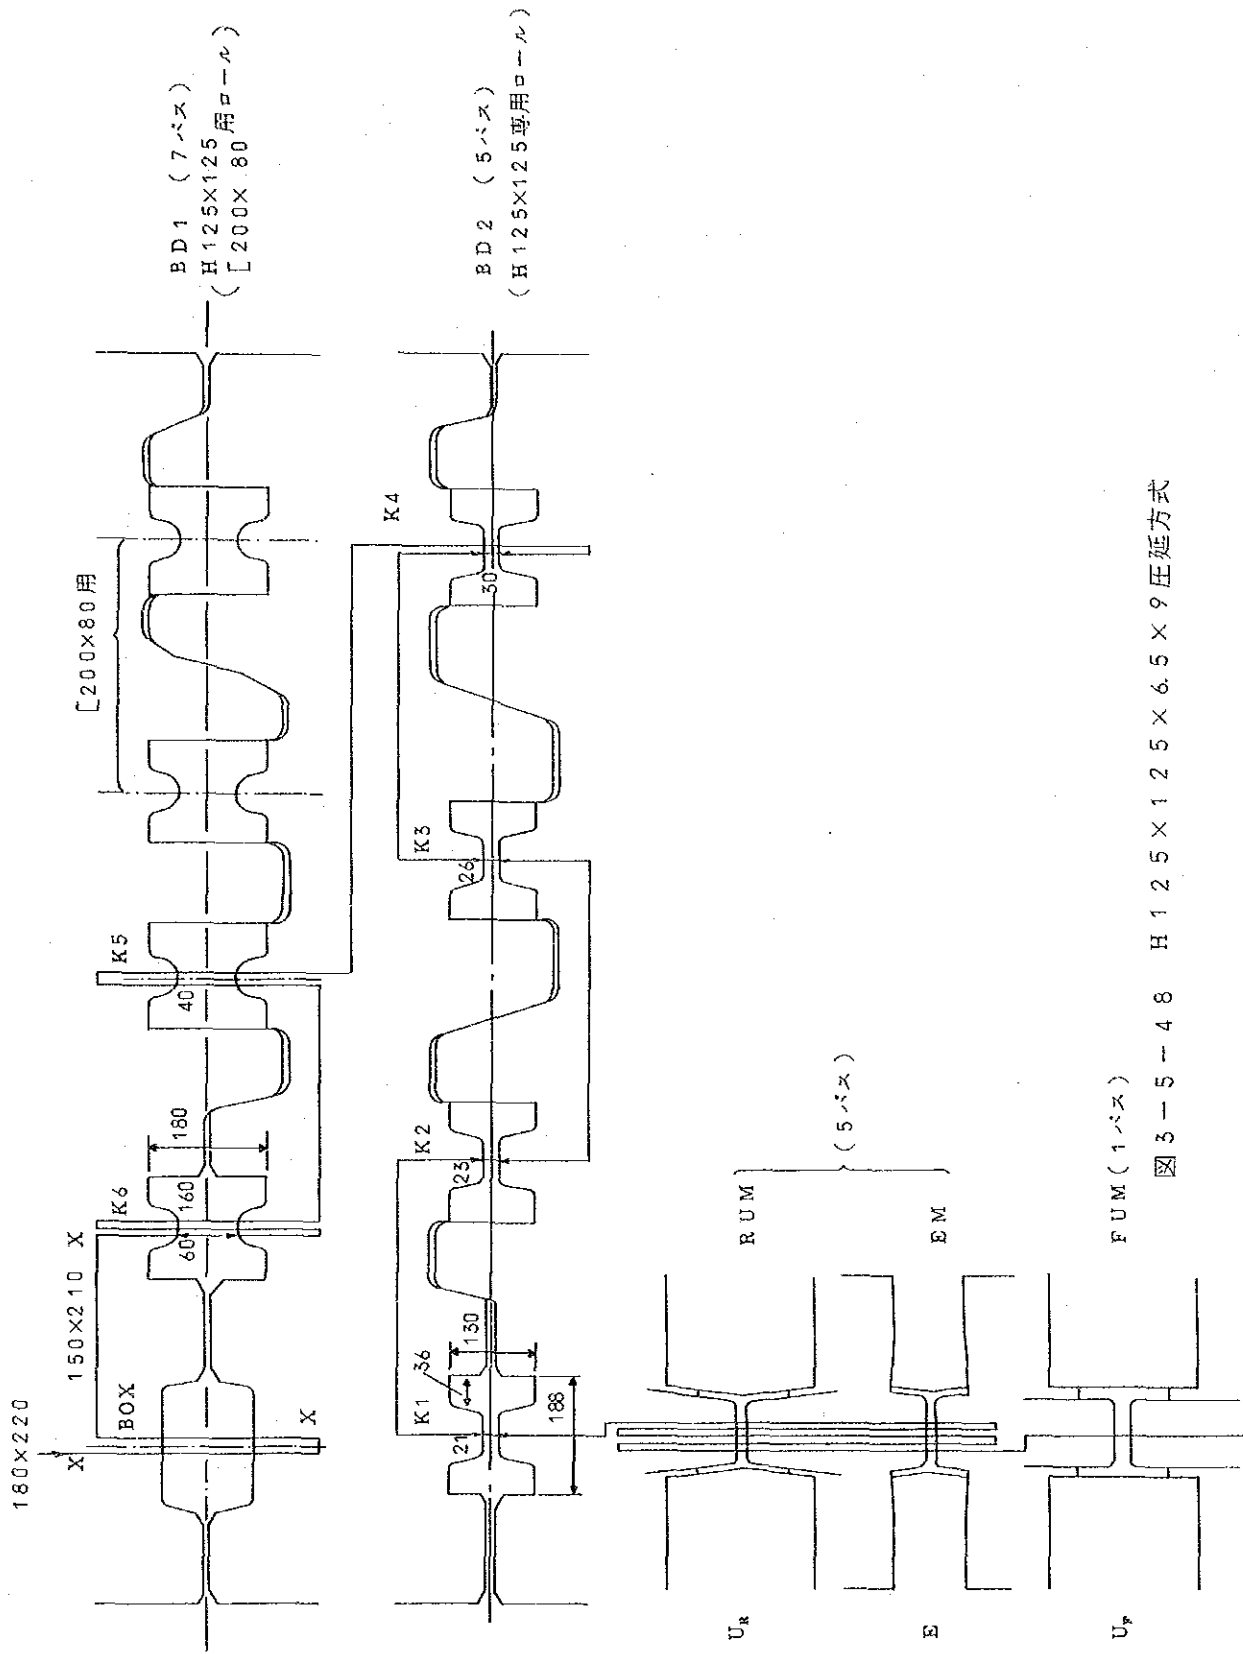 180×220
150×210 X
X
BOX
X
K6
60
160
180
K5
40
[200×80用
BD1 (7パス)
H125×125
[200×80用ロール
K1
21
36
130
188
K2
23
K3
26
K4
30
BD2 (5パス)
(H125×125専用ロール)
RUM
EM
(5パス)
FUM(1パス)
UR
E
UF
図3-5-48 H125×125×6.5×9圧延方式